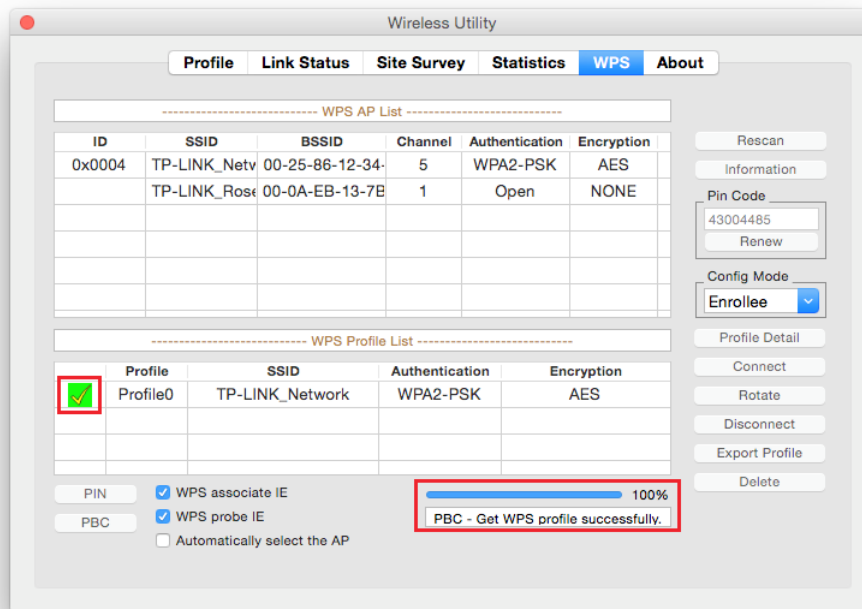 Wireless Utility
Profile Link Status Site Survey Statistics WPS About
--------------------------- WPS AP List ---------------------------
ID SSID BSSID Channel Authentication Encryption
0x0004 TP-LINK_Netw 00-25-86-12-34- 5 WPA2-PSK AES
TP-LINK_Rose 00-0A-EB-13-7B 1 Open NONE
Rescan
Information
Pin Code
43004485
Renew
Config Mode
Enrollee
--------------------------- WPS Profile List ---------------------------
Profile SSID Authentication Encryption
Profile0 TP-LINK_Network WPA2-PSK AES
Profile Detail
Connect
Rotate
Disconnect
Export Profile
Delete
PIN
PBC
WPS associate IE
WPS probe IE
Automatically select the AP
100%
PBC - Get WPS profile successfully.